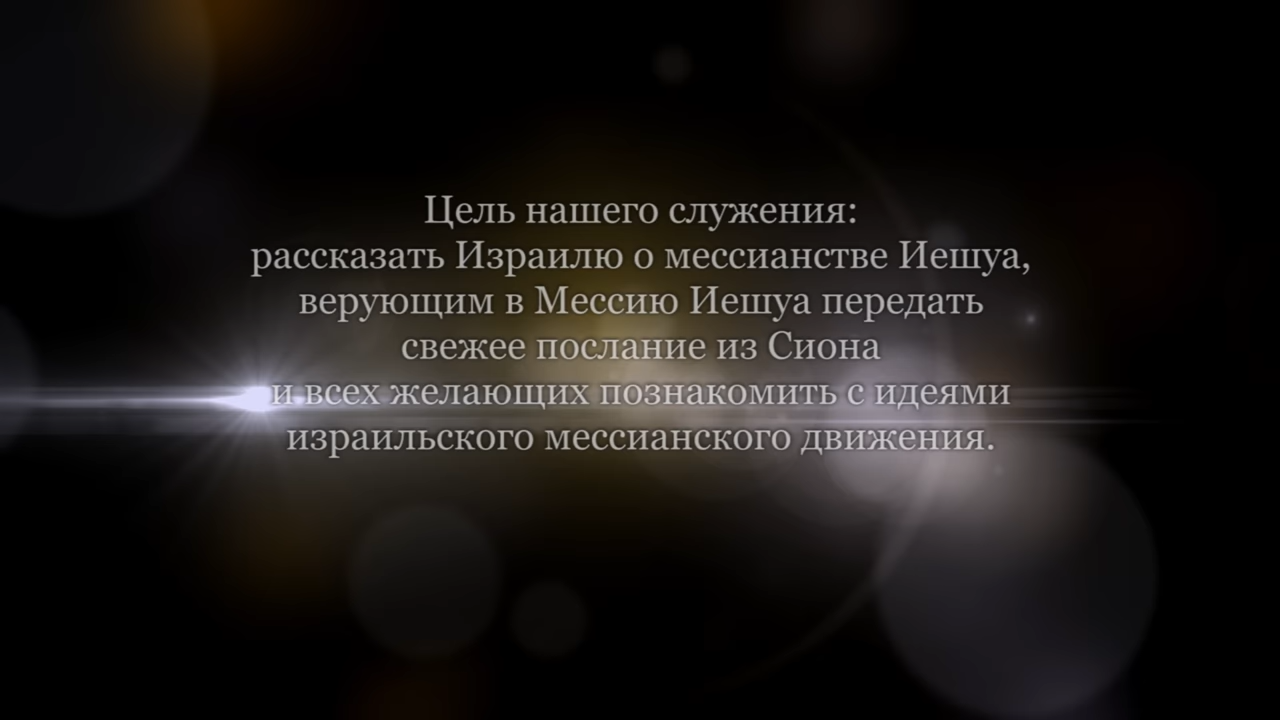 Цель нашего служения:
рассказать Израилю о мессианстве Иешуа,
верующим в Мессию Иешуа передать
свежее послание из Сиона
и всех желающих познакомить с идеями
израильского мессианского движения.